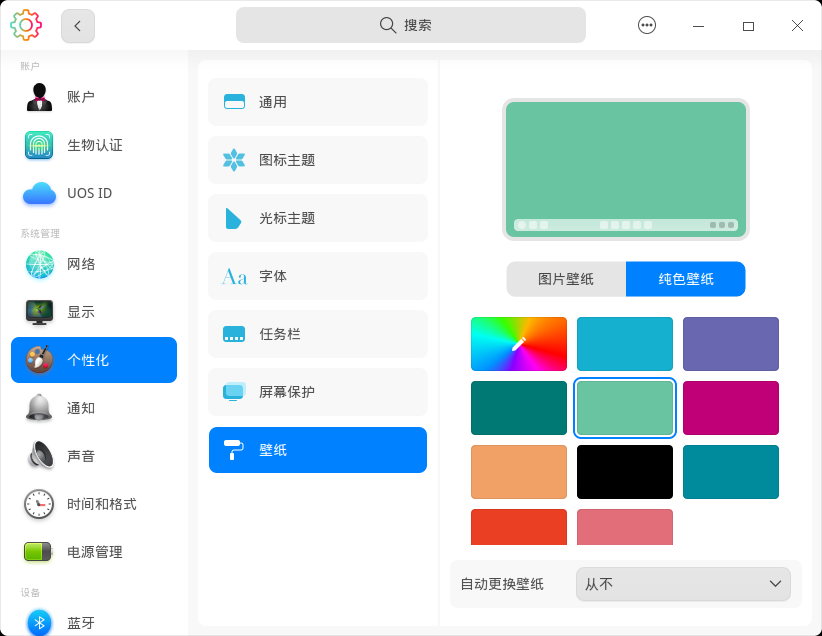 搜索
账户
账户
生物认证
UOS ID
系统管理
网络
显示
个性化
通知
声音
时间和格式
电源管理
设备
蓝牙
通用
图标主题
光标主题
Aa 字体
任务栏
屏幕保护
壁纸
图片壁纸
纯色壁纸
自动更换壁纸
从不